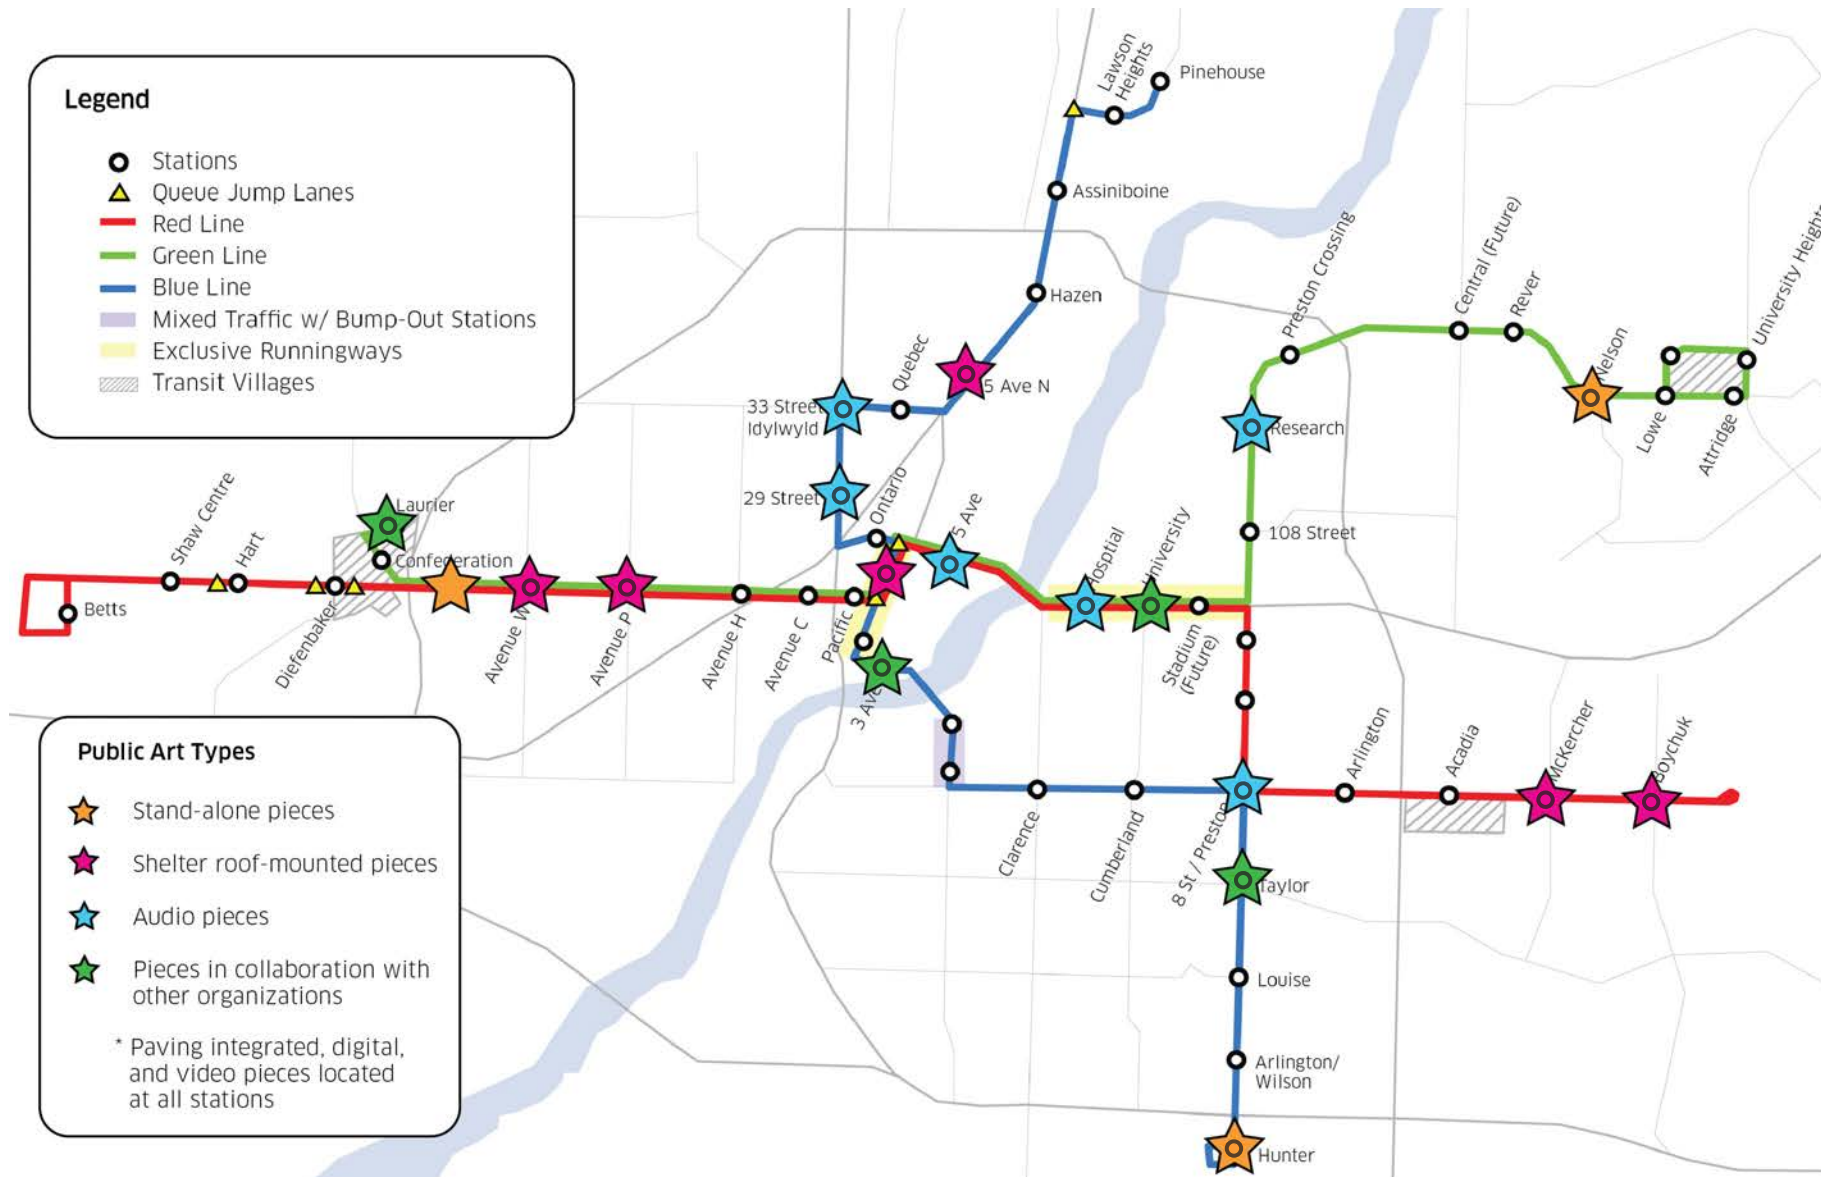 Legend
Stations
Queue Jump Lanes
Red Line
Green Line
Blue Line
Mixed Traffic w/ Bump-Out Stations
Exclusive Runningways
Transit Villages
Lawson
Heights
Pinehouse
Assiniboine
Hazen
Quebec
5 Ave N
33 Street
Idylwyld
29 Street
Ontario
5 Ave
Preston Crossing
Central (Future)
Rever
Nelson
University Heights
Lowe
Attridge
Research
108 Street
Shaw Centre
Hart
Laurier
Confederation
Betts
Diefenbaker
Avenue W
Avenue P
Avenue H
Avenue C
Pacific
3 Ave
Hosptial
University
Stadium
(Future)
Clarence
Cumberland
8 St / Preston
Arlington
Acadia
McKercher
Boychuk
Taylor
Louise
Arlington/
Wilson
Hunter
Public Art Types
Stand-alone pieces
Shelter roof-mounted pieces
Audio pieces
Pieces in collaboration with
other organizations
* Paving integrated, digital,
and video pieces located
at all stations